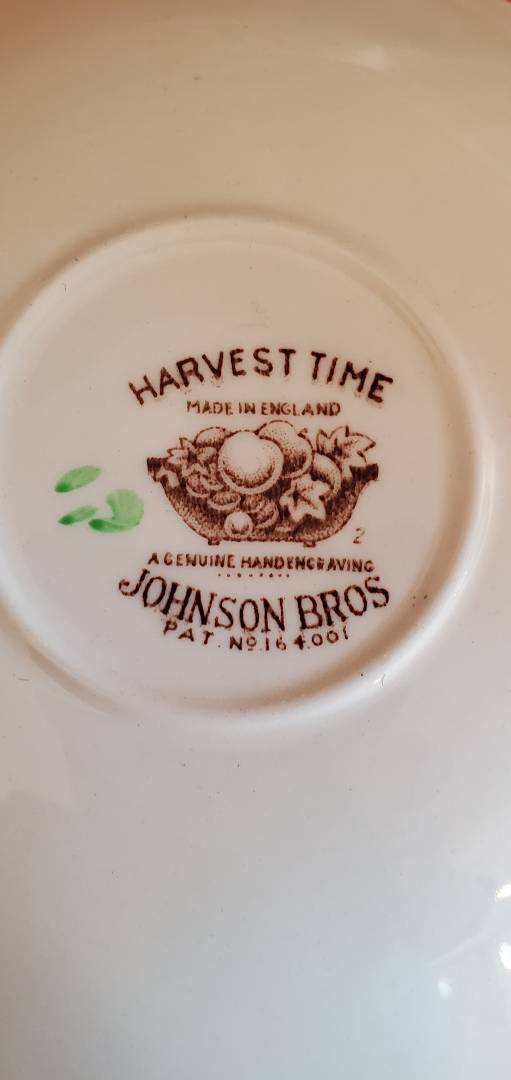 HARVEST TIME
MADE IN ENGLAND
2
A GENUINE HANDENGRAVING
JOHNSON BROS
PAT. Nº.164.001